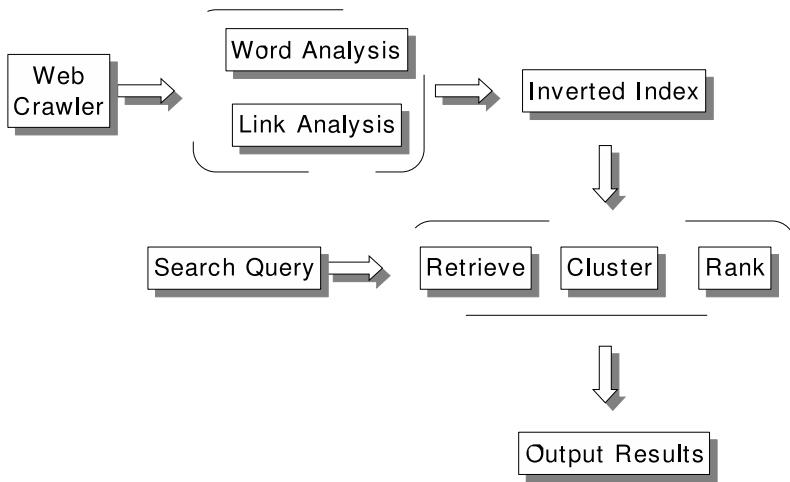 Web
Crawler
Word Analysis
Link Analysis
Inverted Index
Search Query
Retrieve
Cluster
Rank
Output Results